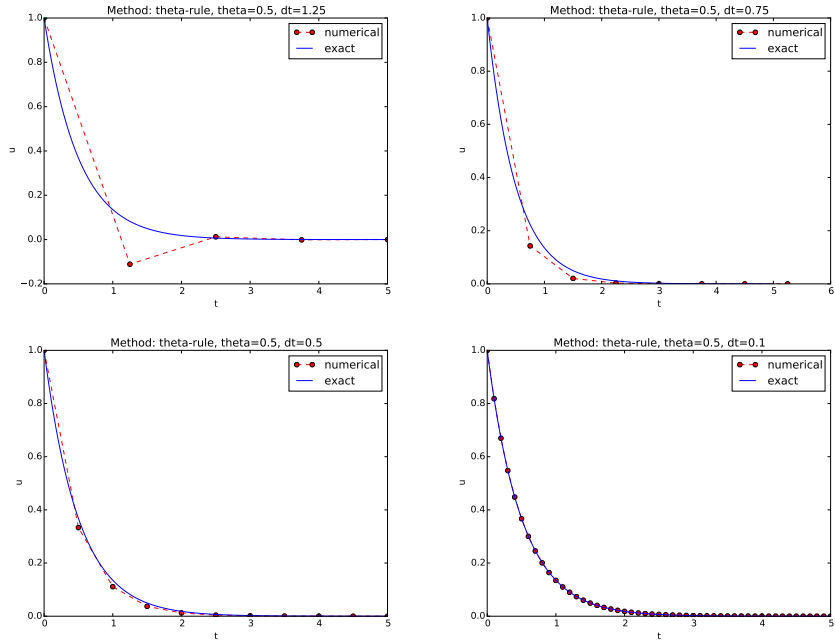 Method: theta-rule, theta=0.5, dt=1.25
1.0
0.8
0.6
0.4
0.2
0.0
−0.2
u
0 1 2 3 4 5
t
numerical
exact
Method: theta-rule, theta=0.5, dt=0.75
1.0
0.8
0.6
0.4
0.2
0.0
u
0 1 2 3 4 5 6
t
numerical
exact
Method: theta-rule, theta=0.5, dt=0.5
1.0
0.8
0.6
0.4
0.2
0.0
u
0 1 2 3 4 5
t
numerical
exact
Method: theta-rule, theta=0.5, dt=0.1
1.0
0.8
0.6
0.4
0.2
0.0
u
0 1 2 3 4 5
t
numerical
exact